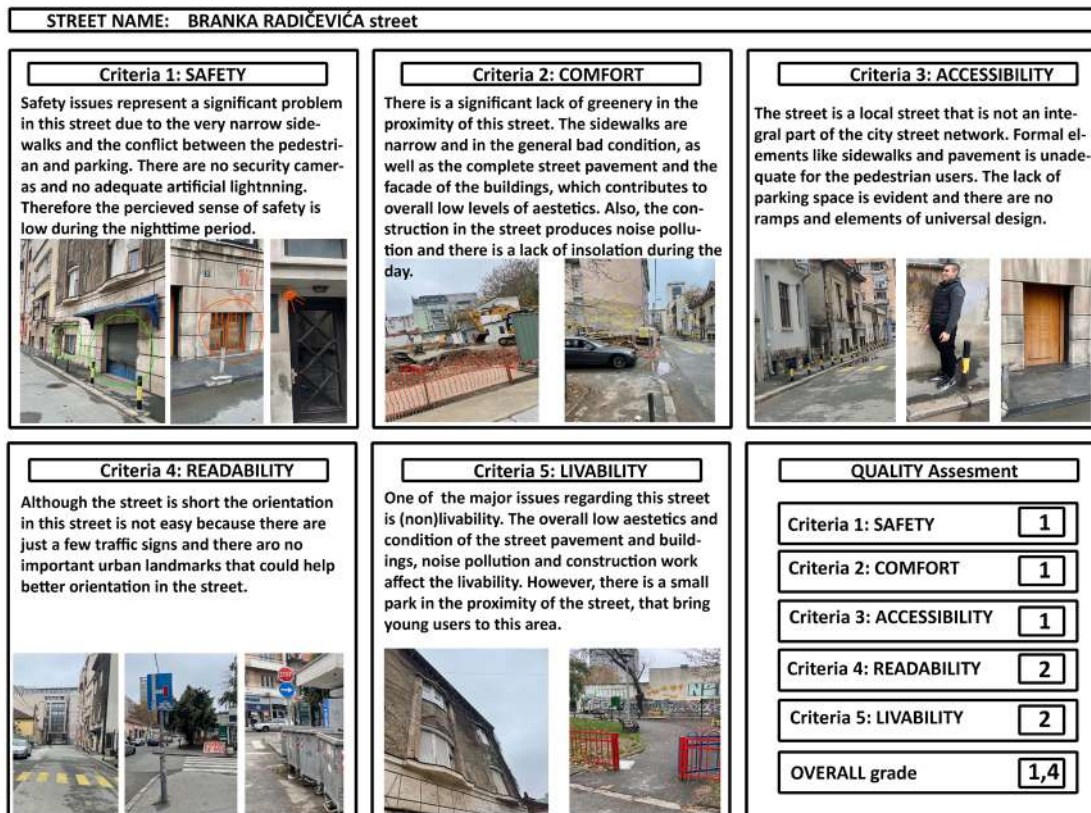 STREET NAME: BRANKA RADIČEVIĆA street
Criteria 1: SAFETY
Safety issues represent a significant problem
in this street due to the very narrow side-
walks and the conflict between the pedestri-
an and parking. There are no security camer-
as and no adequate artificial lightnning.
Therefore the percieved sense of safety is
low during the nighttime period.
Criteria 2: COMFORT
There is a significant lack of greenery in the
proximity of this street. The sidewalks are
narrow and in the general bad condition, as
well as the complete street pavement and the
facade of the buildings, which contributes to
overall low levels of aestetics. Also, the con-
struction in the street produces noise pollu-
tion and there is a lack of insolation during the
day.
Criteria 3: ACCESSIBILITY
The street is a local street that is not an inte-
gral part of the city street network. Formal el-
ements like sidewalks and pavement is unade-
quate for the pedestrian users. The lack of
parking space is evident and there are no
ramps and elements of universal design.
Criteria 4: READABILITY
Although the street is short the orientation
in this street is not easy because there are
just a few traffic signs and there aro no
important urban landmarks that could help
better orientation in the street.
STOP
Criteria 5: LIVABILITY
One of the major issues regarding this street
is (non)livability. The overall low aestetics and
condition of the street pavement and build-
ings, noise pollution and construction work
affect the livability. However, there is a small
park in the proximity of the street, that bring
young users to this area.
QUALITY Assesment
Criteria 1: SAFETY 1
Criteria 2: COMFORT 1
Criteria 3: ACCESSIBILITY 1
Criteria 4: READABILITY 2
Criteria 5: LIVABILITY 2
OVERALL grade 1,4